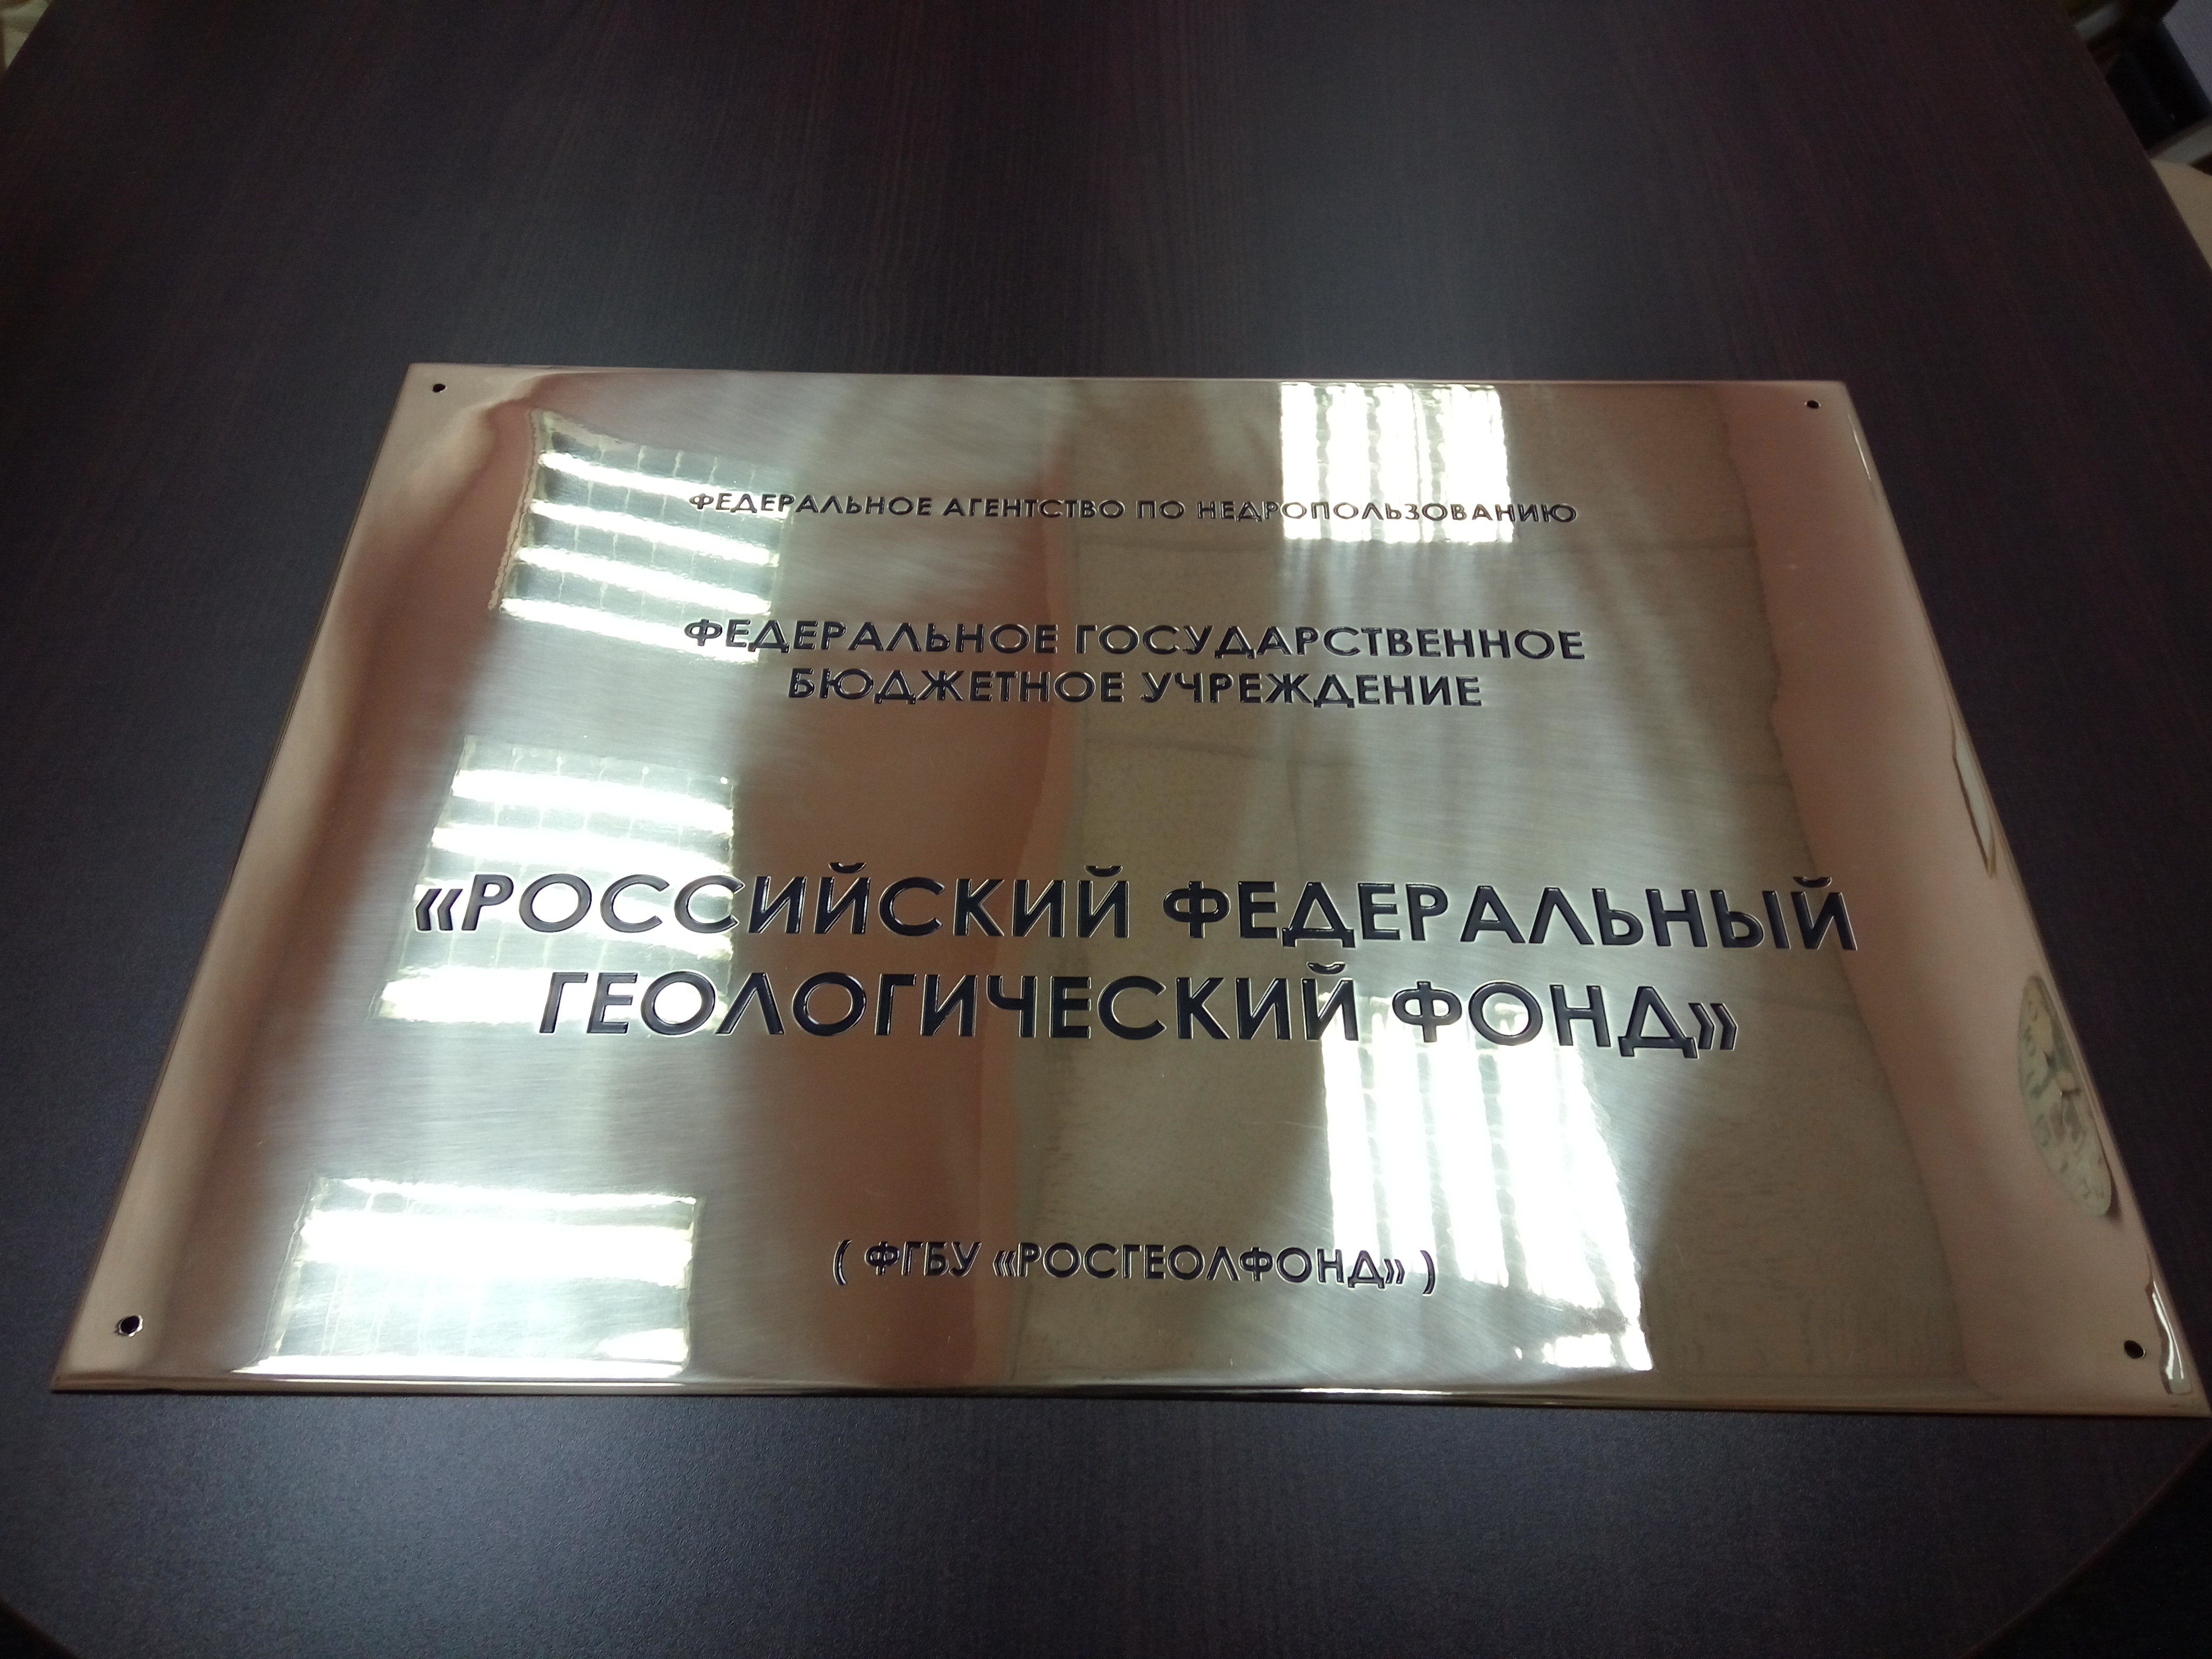 ФЕДЕРАЛЬНОЕ АГЕНТСТВО ПО НЕДРОПОЛЬЗОВАНИЮ
ФЕДЕРАЛЬНОЕ ГОСУДАРСТВЕННОЕ
БЮДЖЕТНОЕ УЧРЕЖДЕНИЕ
«РОССИЙСКИЙ ФЕДЕРАЛЬНЫЙ
ГЕОЛОГИЧЕСКИЙ ФОНД»
( ФГБУ «РОСГЕОЛФОНД» )